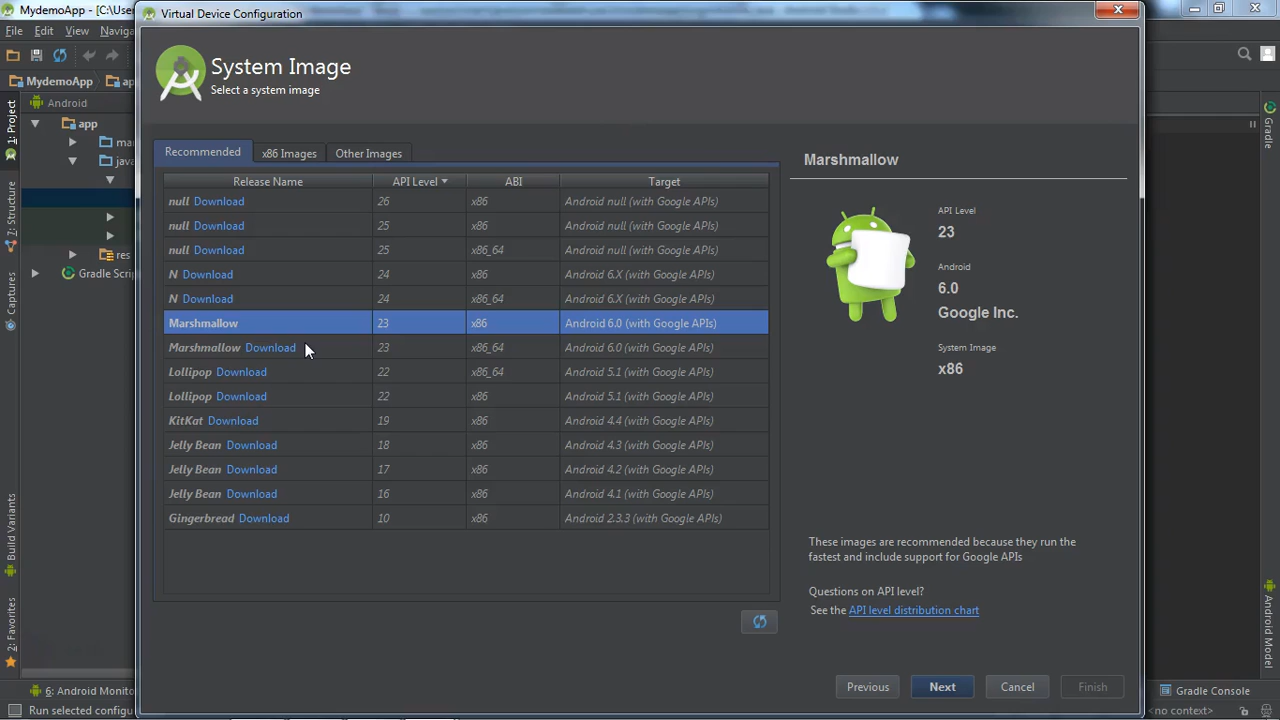 MydemoApp - [C:\Use
Virtual Device Configuration
File Edit View Naviga
System Image
Select a system image
MydemoApp ap
1: Project
Android
app
ma
java
res
Gradle Scrip
7: Structure
Captures
Build Variants
2: Favorites
Gradle
Android Model
Recommended x86 Images Other Images
Release Name API Level ABI Target
null Download 26 x86 Android null (with Google APIs)
null Download 25 x86 Android null (with Google APIs)
null Download 25 x86_64 Android null (with Google APIs)
N Download 24 x86 Android 6.X (with Google APIs)
N Download 24 x86_64 Android 6.X (with Google APIs)
Marshmallow 23 x86 Android 6.0 (with Google APIs)
Marshmallow Download 23 x86_64 Android 6.0 (with Google APIs)
Lollipop Download 22 x86_64 Android 5.1 (with Google APIs)
Lollipop Download 22 x86 Android 5.1 (with Google APIs)
KitKat Download 19 x86 Android 4.4 (with Google APIs)
Jelly Bean Download 18 x86 Android 4.3 (with Google APIs)
Jelly Bean Download 17 x86 Android 4.2 (with Google APIs)
Jelly Bean Download 16 x86 Android 4.1 (with Google APIs)
Gingerbread Download 10 x86 Android 2.3.3 (with Google APIs)
Marshmallow
API Level
23
Android
6.0
Google Inc.
System Image
x86
These images are recommended because they run the
fastest and include support for Google APIs
Questions on API level?
See the API level distribution chart
Previous Next Cancel Finish
6: Android Monito
Gradle Console
Run selected configu
<no context>